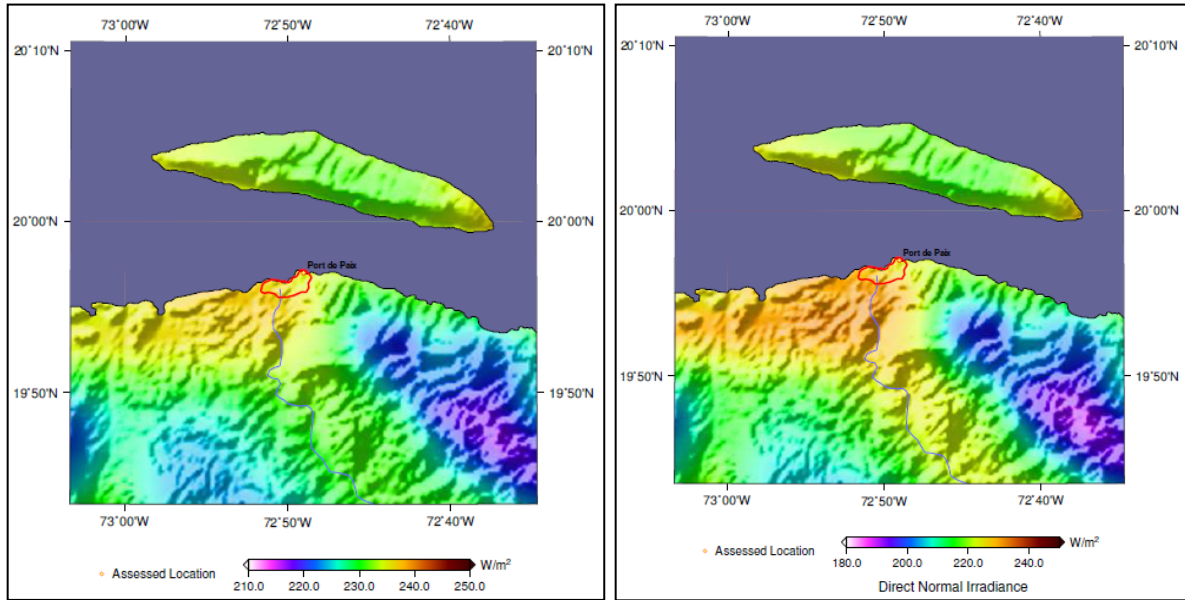 73°00'W 72°50'W 72°40'W
20°10'N 20°10'N
20°00'N 20°00'N
Port de Paix
19°50'N 19°50'N
73°00'W 72°50'W 72°40'W
Assessed Location
W/m²
210.0 220.0 230.0 240.0 250.0
73°00'W 72°50'W 72°40'W
20°10'N 20°10'N
20°00'N 20°00'N
Port de Paix
19°50'N 19°50'N
73°00'W 72°50'W 72°40'W
Assessed Location
W/m²
180.0 200.0 220.0 240.0
Direct Normal Irradiance